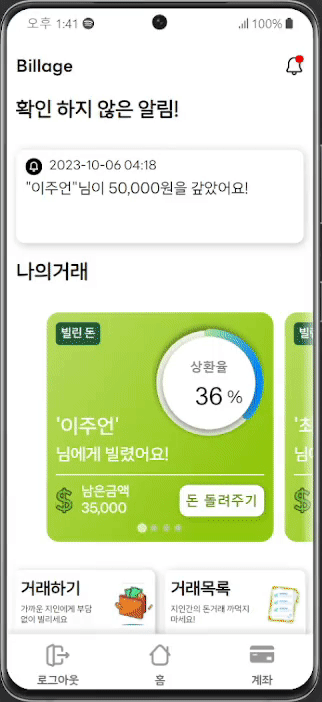 오후 1:41
100%
Billage
확인 하지 않은 알림!
2023-10-06 04:18
"이주언"님이 50,000원을 갚았어요!
나의거래
빌린 돈
상환율
36 %
'이주언'
님에게 빌렸어요!
남은금액
35,000
돈 돌려주기
거래하기
가까운 지인에게 부담
없이 빌리세요
거래목록
지인간의 돈거래 까먹지
마세요!
로그아웃
홈
계좌